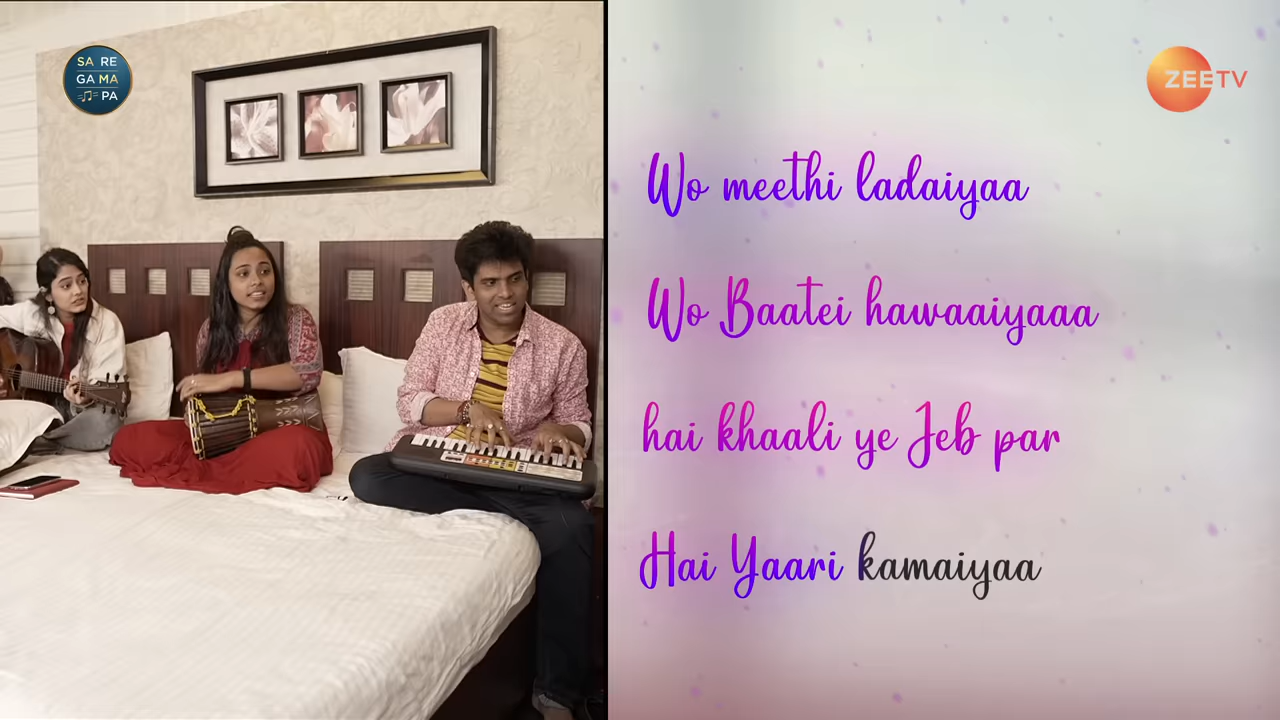 SA RE
GA MA
PA
ZEETV
Wo meethi ladaiyaa
Wo Baatei hawaaiyaaa
hai khaali ye Jeb par
Hai Yaari kamaiyaa